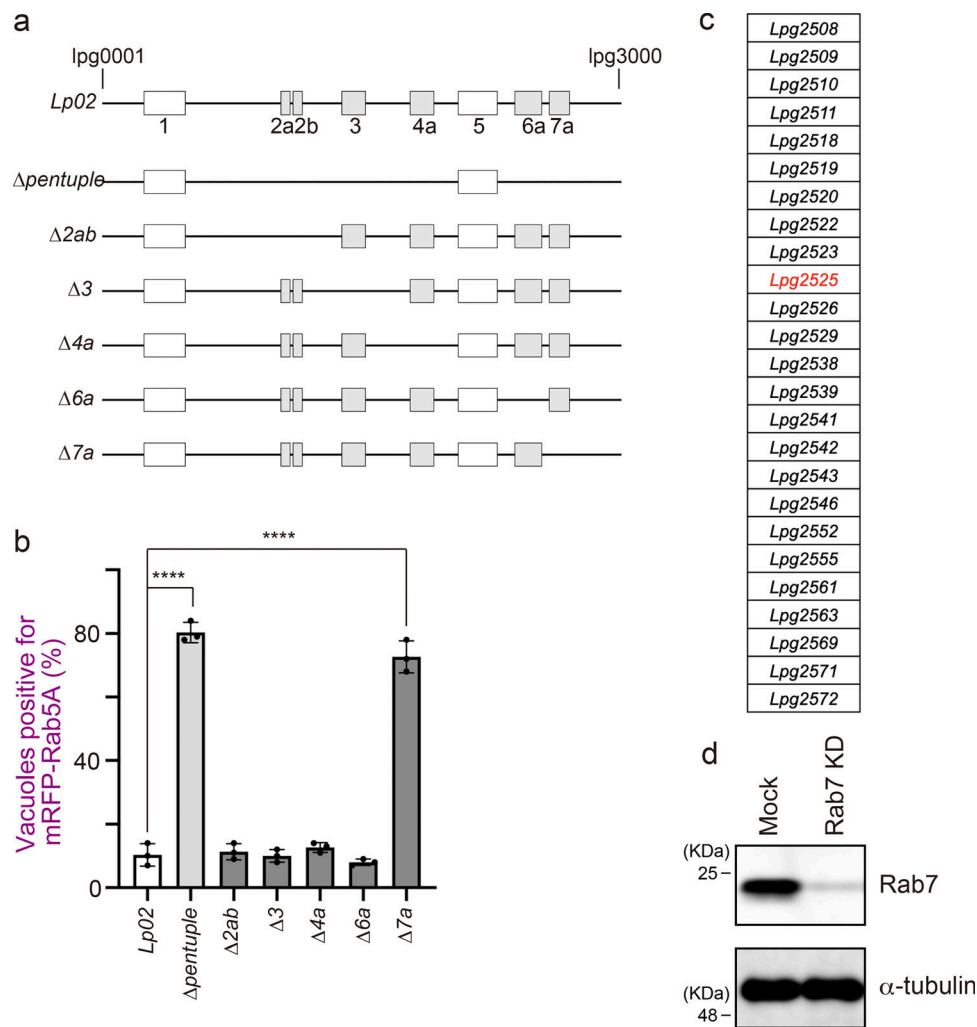 a
lpg0001 lpg3000
Lp02
1 2a 2b 3 4a 5 6a 7a
Δpentuple
Δ2ab
Δ3
Δ4a
Δ6a
Δ7a
b
****
****
Vacuoles positive for
mRFP-Rab5A (%)
80
40
0
Lp02 Δpentuple Δ2ab Δ3 Δ4a Δ6a Δ7a
c
Lpg2508
Lpg2509
Lpg2510
Lpg2511
Lpg2518
Lpg2519
Lpg2520
Lpg2522
Lpg2523
Lpg2525
Lpg2526
Lpg2529
Lpg2538
Lpg2539
Lpg2541
Lpg2542
Lpg2543
Lpg2546
Lpg2552
Lpg2555
Lpg2561
Lpg2563
Lpg2569
Lpg2571
Lpg2572
d
Mock Rab7 KD
(KDa)
25
Rab7
(KDa)
48
α-tubulin